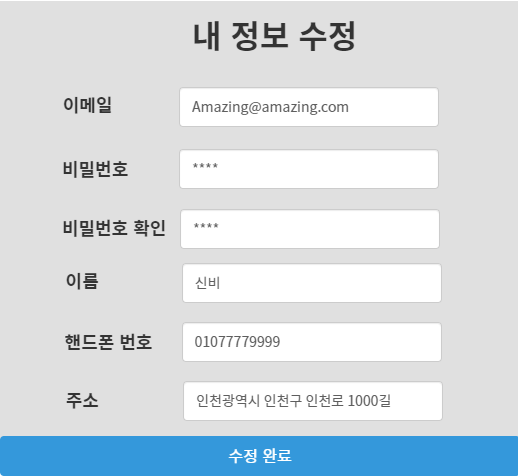 내 정보 수정
이메일 Amazing@amazing.com
비밀번호 ****
비밀번호 확인 ****
이름 신비
핸드폰 번호 01077779999
주소 인천광역시 인천구 인천로 1000길
수정 완료